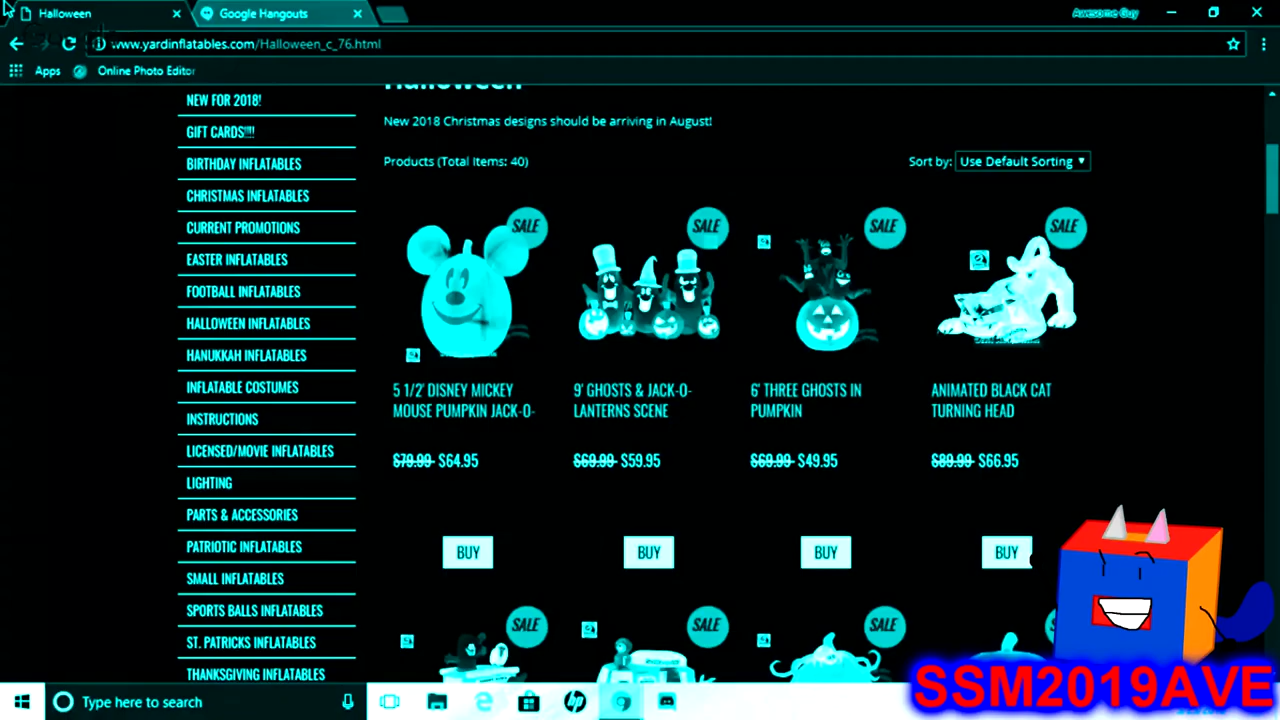 Halloween
Google Hangouts
Awesome Guy
www.yardinflatables.com/Halloween_c_76.html
Apps
Online Photo Editor
Halloween
NEW FOR 2018!
GIFT CARDS!!!!
BIRTHDAY INFLATABLES
CHRISTMAS INFLATABLES
CURRENT PROMOTIONS
EASTER INFLATABLES
FOOTBALL INFLATABLES
HALLOWEEN INFLATABLES
HANUKKAH INFLATABLES
INFLATABLE COSTUMES
INSTRUCTIONS
LICENSED/MOVIE INFLATABLES
LIGHTING
PARTS & ACCESSORIES
PATRIOTIC INFLATABLES
SMALL INFLATABLES
SPORTS BALLS INFLATABLES
ST. PATRICKS INFLATABLES
THANKSGIVING INFLATABLES
New 2018 Christmas designs should be arriving in August!
Products (Total Items: 40)
Sort by: Use Default Sorting
SALE
SALE
SALE
SALE
5 1/2' DISNEY MICKEY
MOUSE PUMPKIN JACK-O-
$79.99 $64.95
BUY
9' GHOSTS & JACK-O-
LANTERNS SCENE
$69.99 $59.95
BUY
6' THREE GHOSTS IN
PUMPKIN
$69.99 $49.95
BUY
ANIMATED BLACK CAT
TURNING HEAD
$89.99 $66.95
BUY
SALE
SALE
SALE
SSM2019AVE
Type here to search